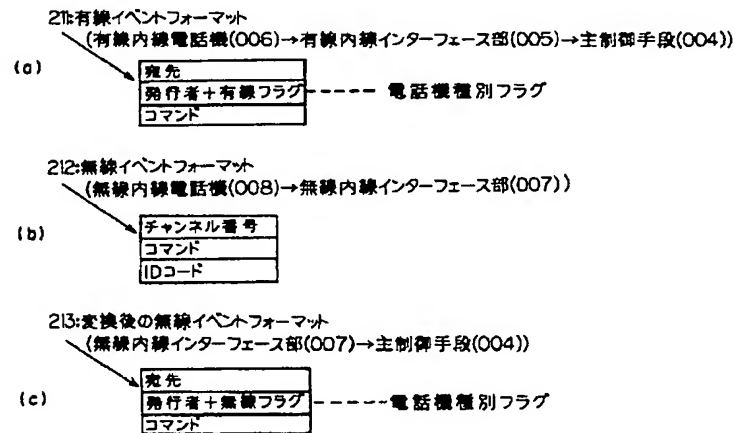 211:有線イベントフォーマット
(有線内線電話機(006)→有線内線インターフェース部(005)→主制御手段(004))
(a)
宛先
発行者+有線フラグ ----- 電話機種別フラグ
コマンド
212:無線イベントフォーマット
(無線内線電話機(008)→無線内線インターフェース部(007))
(b)
チャンネル番号
コマンド
IDコード
213:変換後の無線イベントフォーマット
(無線内線インターフェース部(007)→主制御手段(004))
(c)
宛先
発行者+無線フラグ ----- 電話機種別フラグ
コマンド